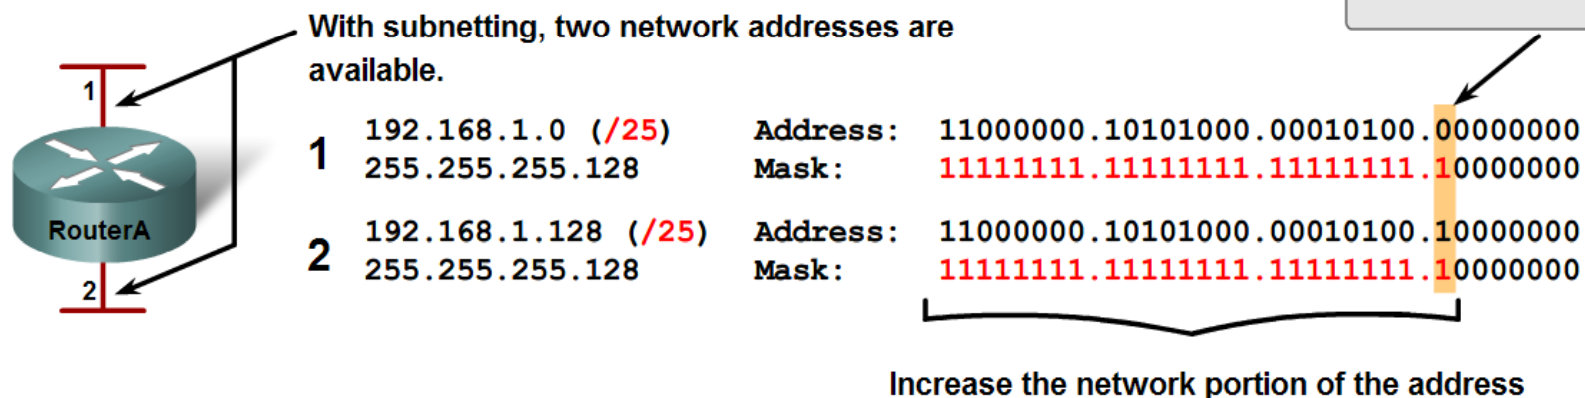 With subnetting, two network addresses are
available.
1
192.168.1.0 (/25) Address: 11000000.10101000.00010100.00000000
1
255.255.255.128 Mask: 11111111.11111111.11111111.10000000
RouterA
192.168.1.128 (/25) Address: 11000000.10101000.00010100.10000000
2
255.255.255.128 Mask: 11111111.11111111.11111111.10000000
2
Increase the network portion of the address